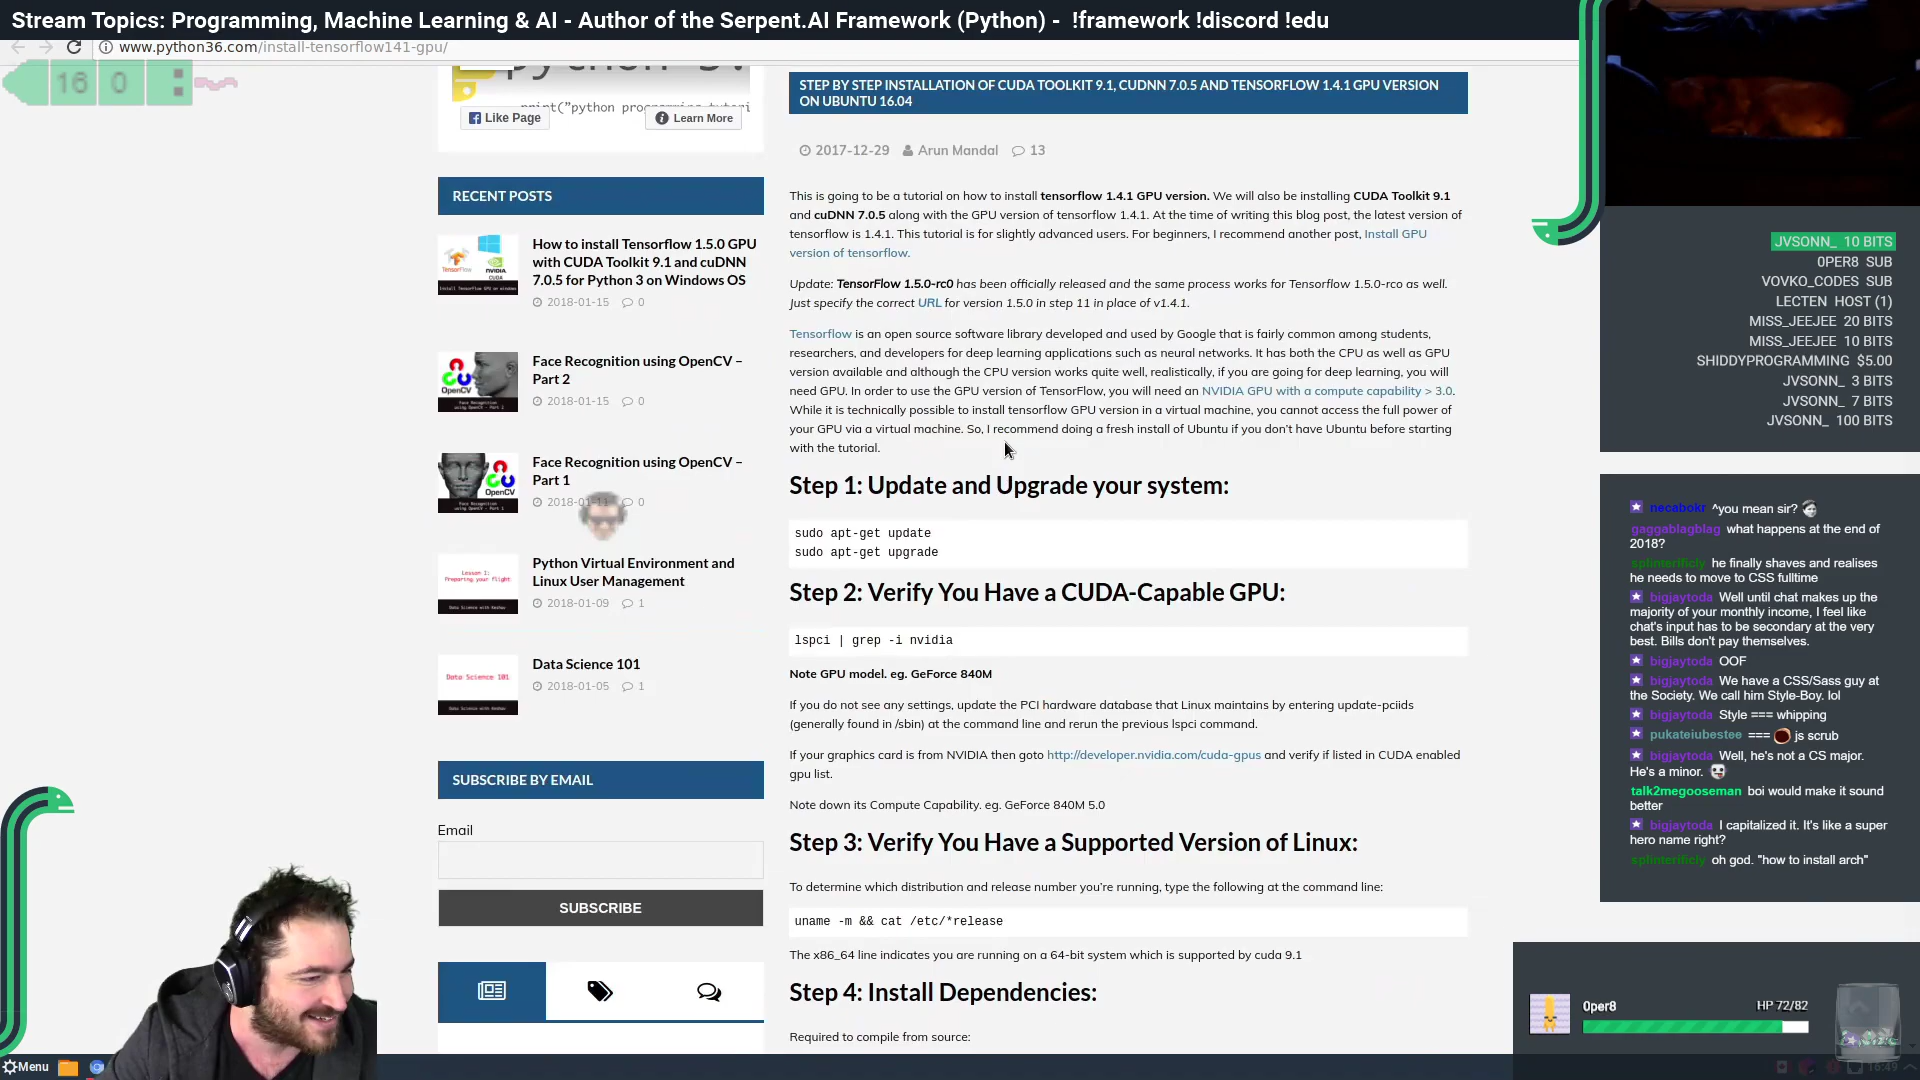 Stream Topics: Programming, Machine Learning & AI - Author of the Serpent.AI Framework (Python) - !framework !discord !edu
www.python36.com/install-tensorflow141-gpu/
16 0 :
Like Page
Learn More
RECENT POSTS
How to install Tensorflow 1.5.0 GPU
with CUDA Toolkit 9.1 and cuDNN
7.0.5 for Python 3 on Windows OS
2018-01-15 0
Face Recognition using OpenCV –
Part 2
2018-01-15 0
Face Recognition using OpenCV –
Part 1
2018-01-11 0
Python Virtual Environment and
Linux User Management
2018-01-09 1
Data Science 101
2018-01-05 1
SUBSCRIBE BY EMAIL
Email
SUBSCRIBE
STEP BY STEP INSTALLATION OF CUDA TOOLKIT 9.1, CUDNN 7.0.5 AND TENSORFLOW 1.4.1 GPU VERSION
ON UBUNTU 16.04
2017-12-29 Arun Mandal 13
This is going to be a tutorial on how to install tensorflow 1.4.1 GPU version. We will also be installing CUDA Toolkit 9.1
and cuDNN 7.0.5 along with the GPU version of tensorflow 1.4.1. At the time of writing this blog post, the latest version of
tensorflow is 1.4.1. This tutorial is for slightly advanced users. For beginners, I recommend another post, Install GPU
version of tensorflow.
Update: TensorFlow 1.5.0-rc0 has been officially released and the same process works for Tensorflow 1.5.0-rco as well.
Just specify the correct URL for version 1.5.0 in step 11 in place of v1.4.1.
Tensorflow is an open source software library developed and used by Google that is fairly common among students,
researchers, and developers for deep learning applications such as neural networks. It has both the CPU as well as GPU
version available and although the CPU version works quite well, realistically, if you are going for deep learning, you will
need GPU. In order to use the GPU version of TensorFlow, you will need an NVIDIA GPU with a compute capability > 3.0.
While it is technically possible to install tensorflow GPU version in a virtual machine, you cannot access the full power of
your GPU via a virtual machine. So, I recommend doing a fresh install of Ubuntu if you don't have Ubuntu before starting
with the tutorial.
Step 1: Update and Upgrade your system:
sudo apt-get update
sudo apt-get upgrade
Step 2: Verify You Have a CUDA-Capable GPU:
lspci | grep -i nvidia
Note GPU model. eg. GeForce 840M
If you do not see any settings, update the PCI hardware database that Linux maintains by entering update-pciids
(generally found in /sbin) at the command line and rerun the previous lspci command.
If your graphics card is from NVIDIA then goto http://developer.nvidia.com/cuda-gpus and verify if listed in CUDA enabled
gpu list.
Note down its Compute Capability. eg. GeForce 840M 5.0
Step 3: Verify You Have a Supported Version of Linux:
To determine which distribution and release number you're running, type the following at the command line:
uname -m && cat /etc/*release
The x86_64 line indicates you are running on a 64-bit system which is supported by cuda 9.1
Step 4: Install Dependencies:
Required to compile from source:
JVSONN_ 10 BITS
0PER8 SUB
VOVKO_CODES SUB
LECTEN HOST (1)
MISS_JEEJEE 20 BITS
MISS_JEEJEE 10 BITS
SHIDDYPROGRAMMING $5.00
JVSONN_ 3 BITS
JVSONN_ 7 BITS
JVSONN_ 100 BITS
necabokr ^you mean sir?
gaggablagblag what happens at the end of
2018?
splinterificly he finally shaves and realises
he needs to move to CSS fulltime
bigjaytoda Well until chat makes up the
majority of your monthly income, I feel like
chat's input has to be secondary at the very
best. Bills don't pay themselves.
bigjaytoda OOF
bigjaytoda We have a CSS/Sass guy at
the Society. We call him Style-Boy. lol
bigjaytoda Style === whipping
pukateiubestee === js scrub
bigjaytoda Well, he's not a CS major.
He's a minor.
talk2megooseman boi would make it sound
better
bigjaytoda I capitalized it. It's like a super
hero name right?
splinterificly oh god. "how to install arch"
0per8 HP 72/82
Menu
16:49